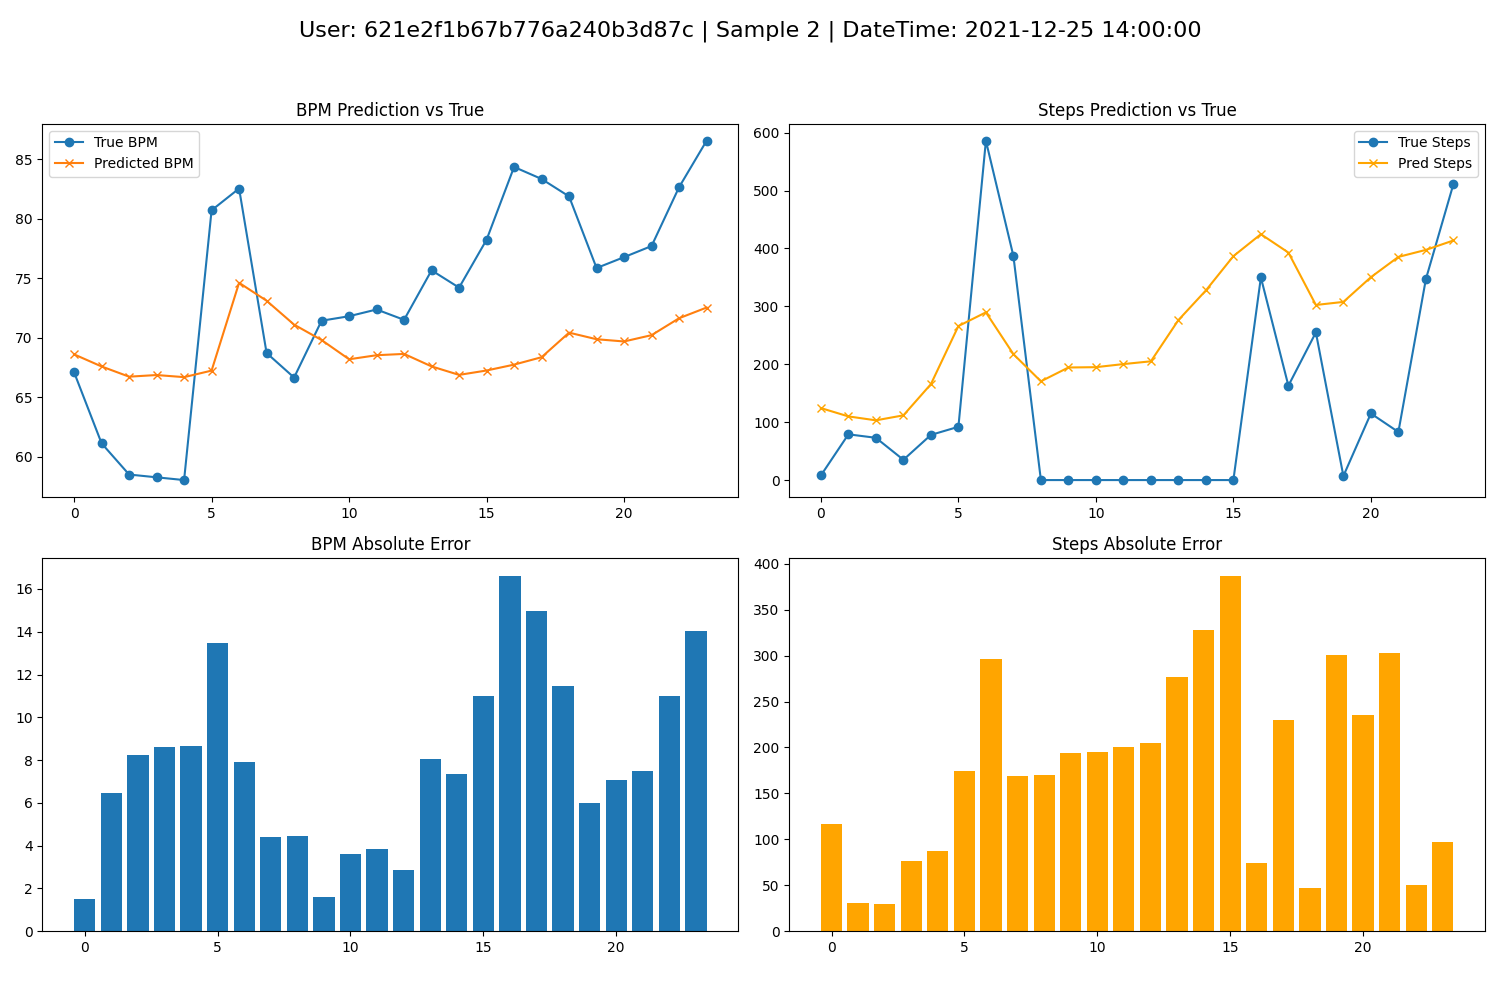 User: 621e2f1b67b776a240b3d87c | Sample 2 | DateTime: 2021-12-25 14:00:00
BPM Prediction vs True
True BPM
Predicted BPM
85
80
75
70
65
60
0 5 10 15 20
Steps Prediction vs True
True Steps
Pred Steps
600
500
400
300
200
100
0
0 5 10 15 20
BPM Absolute Error
16
14
12
10
8
6
4
2
0
0 5 10 15 20
Steps Absolute Error
400
350
300
250
200
150
100
50
0
0 5 10 15 20